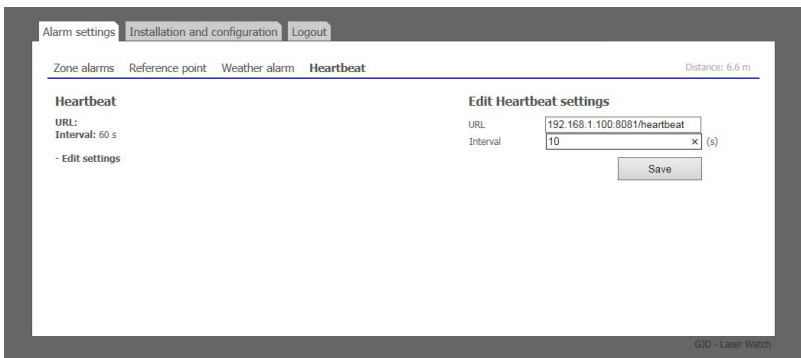 Alarm settings Installation and configuration Logout
Zone alarms Reference point Weather alarm Heartbeat Distance: 6.6 m
Heartbeat
URL:
Interval: 60 s
- Edit settings
Edit Heartbeat settings
URL 192.168.1.100:8081/heartbeat
Interval 10 × (s)
Save
GJD - Laser Watch